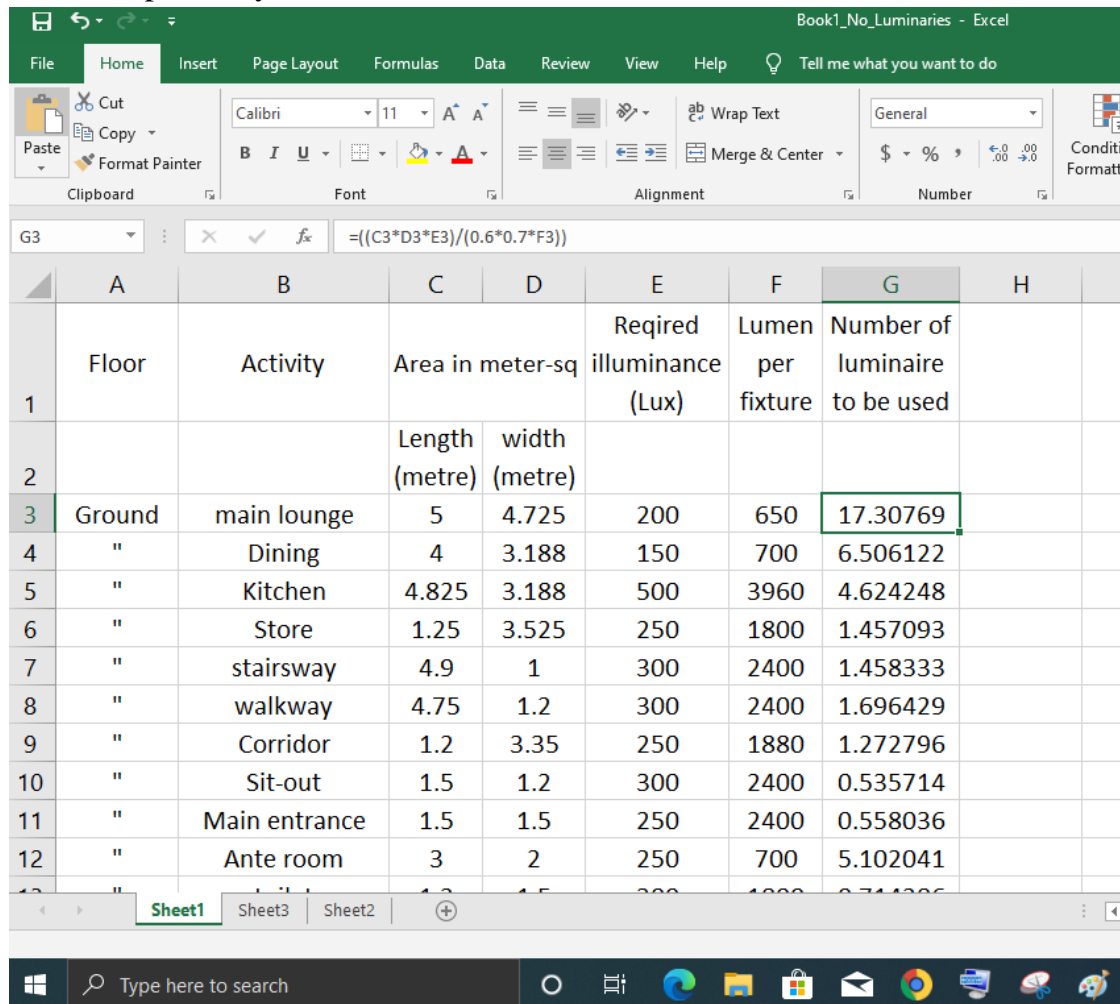 Book1_No_Luminaries - Excel
File Home Insert Page Layout Formulas Data Review View Help Tell me what you want to do
Paste
Cut
Copy
Format Painter
Clipboard
Calibri 11 A A
B I U A
Font
ab Wrap Text
Merge & Center
Alignment
General
$ % , .0 .00 .00 .0
Number
Conditi
Formatt
G3 fx =((C3*D3*E3)/(0.6*0.7*F3))
A B C D E F G H
1 Floor Activity Area in meter-sq Reqired illuminance (Lux) Lumen per fixture Number of luminaire to be used
2 Length (metre) width (metre)
3 Ground main lounge 5 4.725 200 650 17.30769
4 " Dining 4 3.188 150 700 6.506122
5 " Kitchen 4.825 3.188 500 3960 4.624248
6 " Store 1.25 3.525 250 1800 1.457093
7 " stairsway 4.9 1 300 2400 1.458333
8 " walkway 4.75 1.2 300 2400 1.696429
9 " Corridor 1.2 3.35 250 1880 1.272796
10 " Sit-out 1.5 1.2 300 2400 0.535714
11 " Main entrance 1.5 1.5 250 2400 0.558036
12 " Ante room 3 2 250 700 5.102041
Sheet1 Sheet3 Sheet2
Type here to search